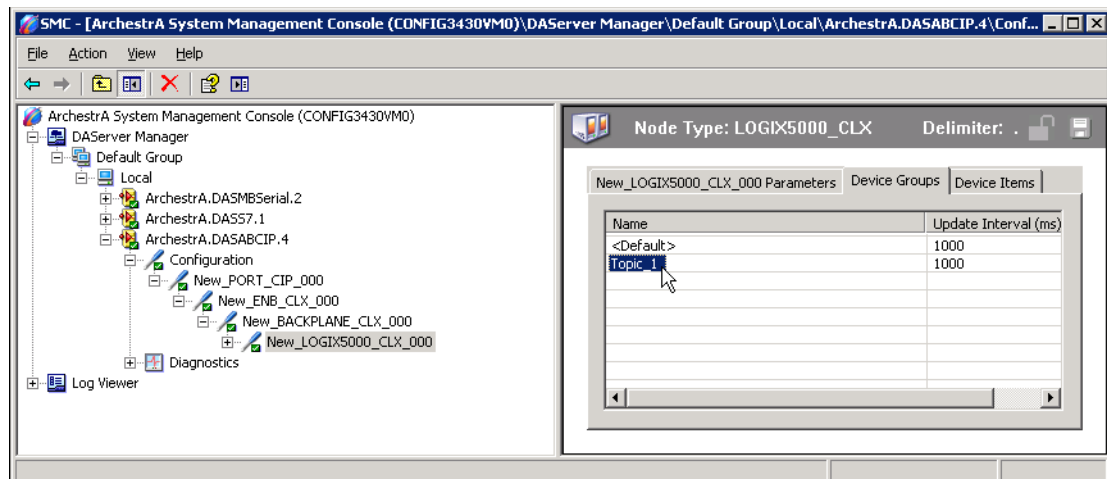 SMC - [ArchestrA System Management Console (CONFIG3430VM0)\DAServer Manager\Default Group\Local\ArchestrA.DASABCIP.4\Conf...
File Action View Help
ArchestrA System Management Console (CONFIG3430VM0)
DAServer Manager
Default Group
Local
ArchestrA.DASMBSerial.2
ArchestrA.DASS7.1
ArchestrA.DASABCIP.4
Configuration
New_PORT_CIP_000
New_ENB_CLX_000
New_BACKPLANE_CLX_000
New_LOGIX5000_CLX_000
Diagnostics
Log Viewer
Node Type: LOGIX5000_CLX Delimiter: .
New_LOGIX5000_CLX_000 Parameters Device Groups Device Items
Name Update Interval (ms)
<Default> 1000
Topic_1 1000